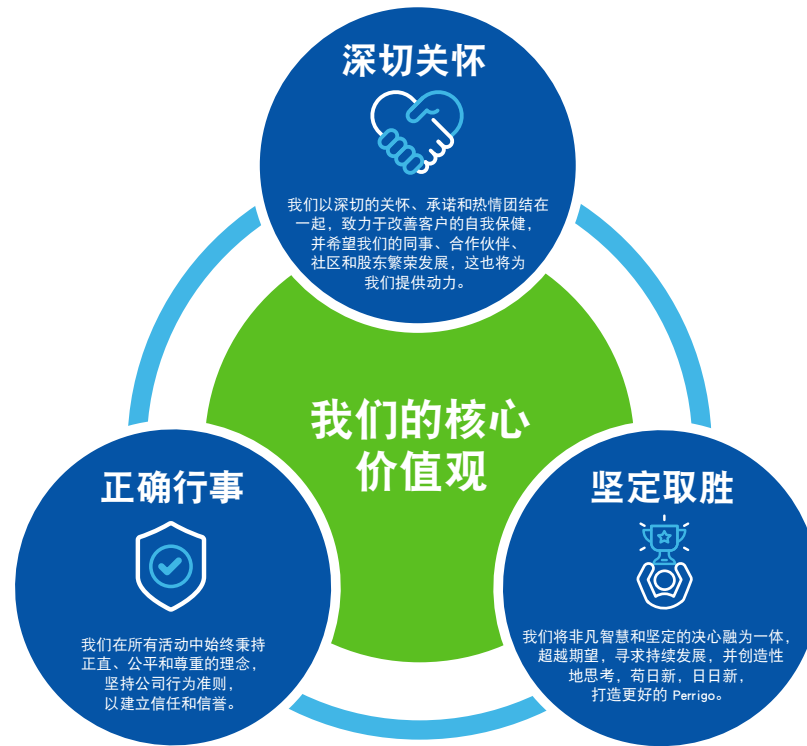 深切关怀
我们以深切的关怀、承诺和热情团结在
一起，致力于改善客户的自我保健，
并希望我们的同事、合作伙伴、
社区和股东繁荣发展，这也将为
我们提供动力。
我们的核心
价值观
正确行事
我们在所有活动中始终秉持
正直、公平和尊重的理念，
坚持公司行为准则，
以建立信任和信誉。
坚定取胜
我们将非凡智慧和坚定的决心融为一体，
超越期望，寻求持续发展，并创造性
地思考，苟日新，日日新，
打造更好的 Perrigo。